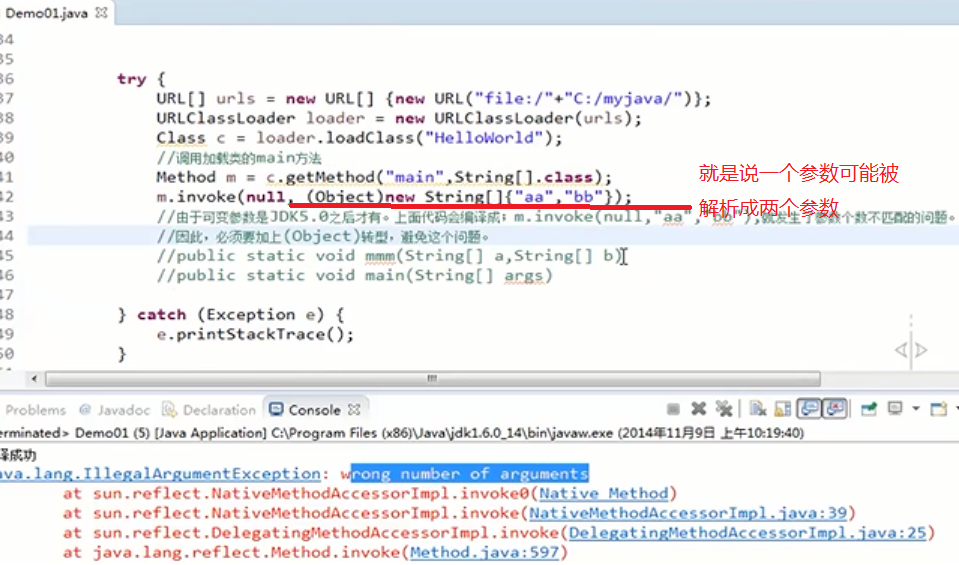 Demo01.java
34
35
36 try {
37 URL[] urls = new URL[] {new URL("file:/"+"C:/myjava/")};
38 URLClassLoader loader = new URLClassLoader(urls);
39 Class c = loader.loadClass("HelloWorld");
40 //调用加载类的main方法
41 Method m = c.getMethod("main",String[].class);
就是说一个参数可能被
42 m.invoke(null, (Object)new String[]{"aa","bb"});
解析成两个参数
43 //由于可变参数是JDK5.0之后才有。上面代码会编译成：m.invoke(null,"aa","bb"),就发生了参数个数不匹配的问题。
44 //因此，必须要加上(Object)转型，避免这个问题。
45 //public static void mmm(String[] a,String[] b)
46 //public static void main(String[] args)
47
48 } catch (Exception e) {
49 e.printStackTrace();
50 }
Problems @ Javadoc Declaration Console
erminated> Demo01 (5) [Java Application] C:\Program Files (x86)\Java\jdk1.6.0_14\bin\javaw.exe (2014年11月9日 上午10:19:40)
译成功
ava.lang.IllegalArgumentException: wrong number of arguments
at sun.reflect.NativeMethodAccessorImpl.invoke0(Native Method)
at sun.reflect.NativeMethodAccessorImpl.invoke(NativeMethodAccessorImpl.java:39)
at sun.reflect.DelegatingMethodAccessorImpl.invoke(DelegatingMethodAccessorImpl.java:25)
at java.lang.reflect.Method.invoke(Method.java:597)